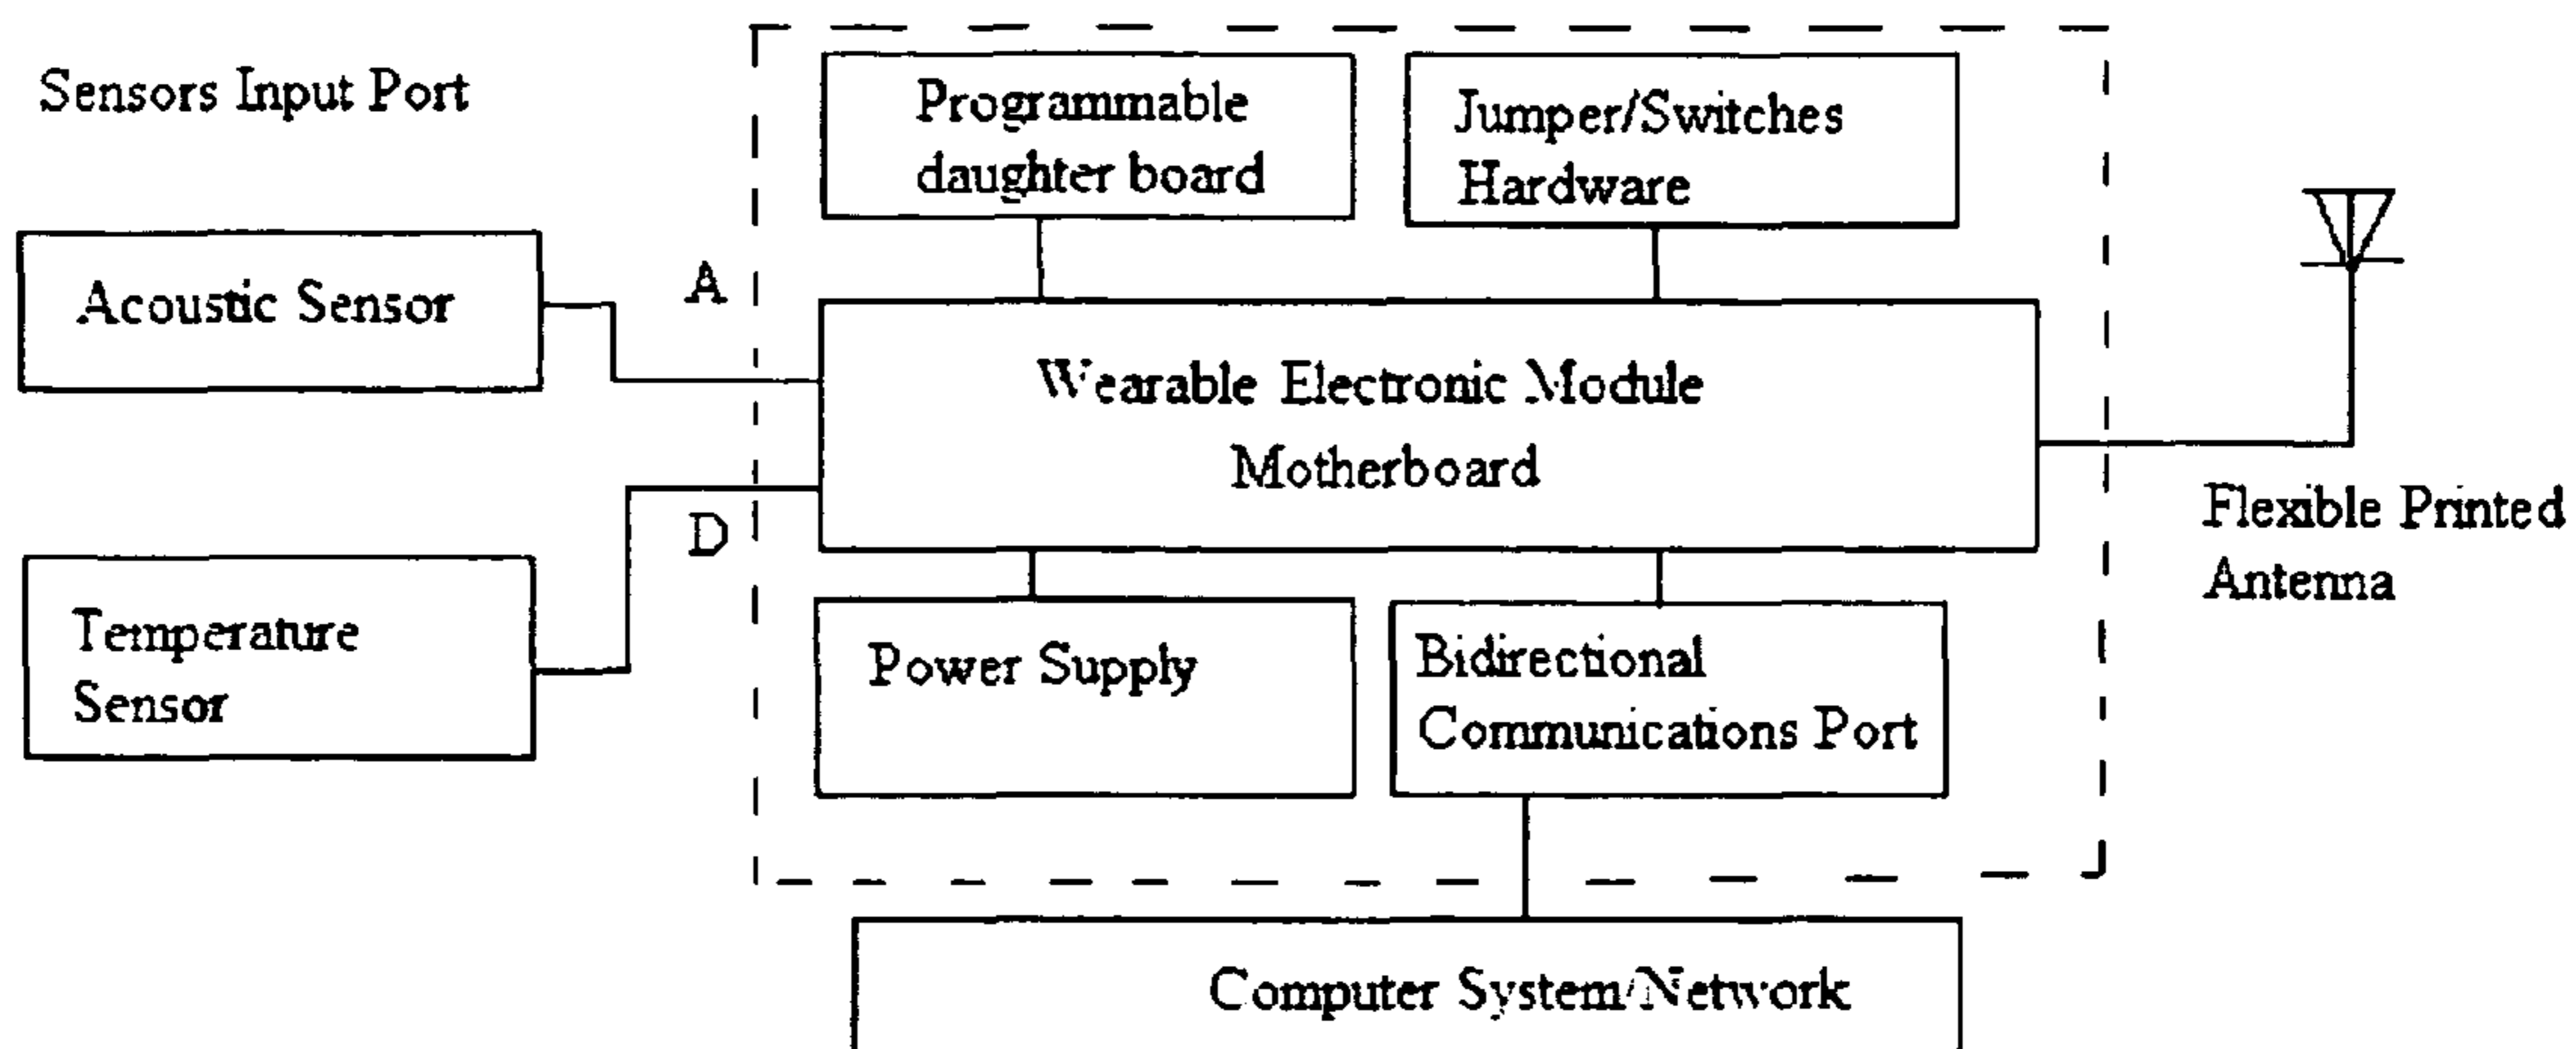 Sensors Input Port
Programmable
daughter board
Jumper/Switches
Hardware
Acoustic Sensor
A
Wearable Electronic Module
Motherboard
D
Flexible Printed
Antenna
Temperature
Sensor
Power Supply
Bidirectional
Communications Port
Computer System/Network